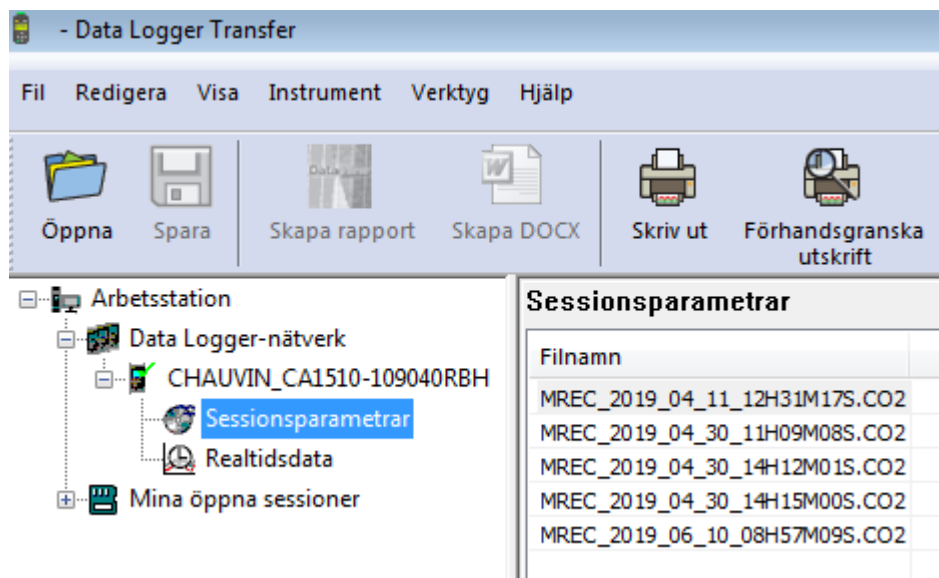 - Data Logger Transfer
Fil Redigera Visa Instrument Verktyg Hjälp
Öppna Spara Skapa rapport Skapa DOCX Skriv ut Förhandsgranska
utskrift
Arbetsstation
Data Logger-nätverk
CHAUVIN_CA1510-109040RBH
Sessionsparametrar
Realtidsdata
Mina öppna sessioner
Sessionsparametrar
Filnamn
MREC_2019_04_11_12H31M17S.CO2
MREC_2019_04_30_11H09M08S.CO2
MREC_2019_04_30_14H12M01S.CO2
MREC_2019_04_30_14H15M00S.CO2
MREC_2019_06_10_08H57M09S.CO2